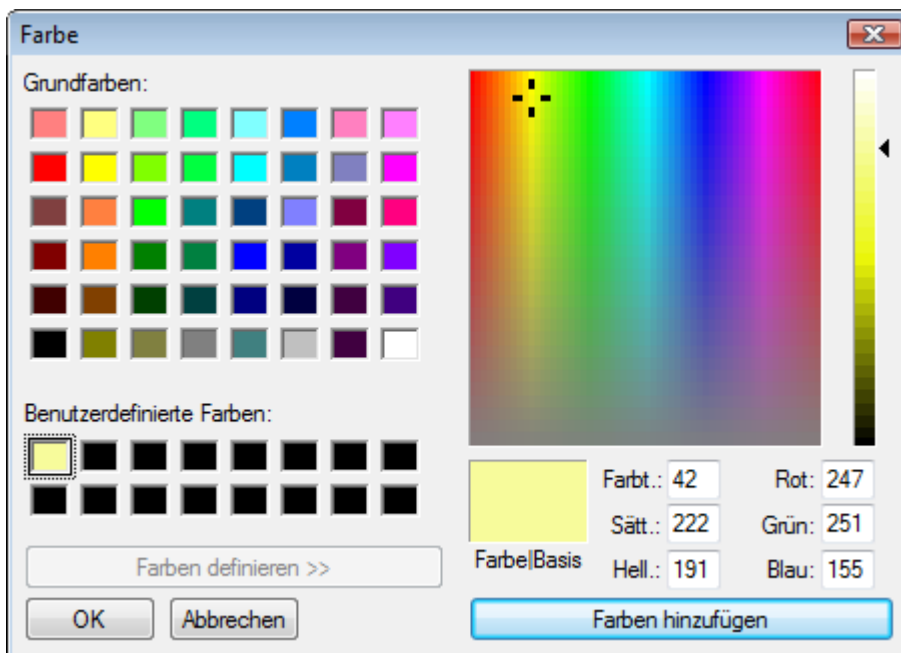 Farbe
Grundfarben:
Benutzerdefinierte Farben:
Farben definieren >>
OK
Abbrechen
Farbe|Basis
Farbt.: 42
Sätt.: 222
Hell.: 191
Rot: 247
Grün: 251
Blau: 155
Farben hinzufügen